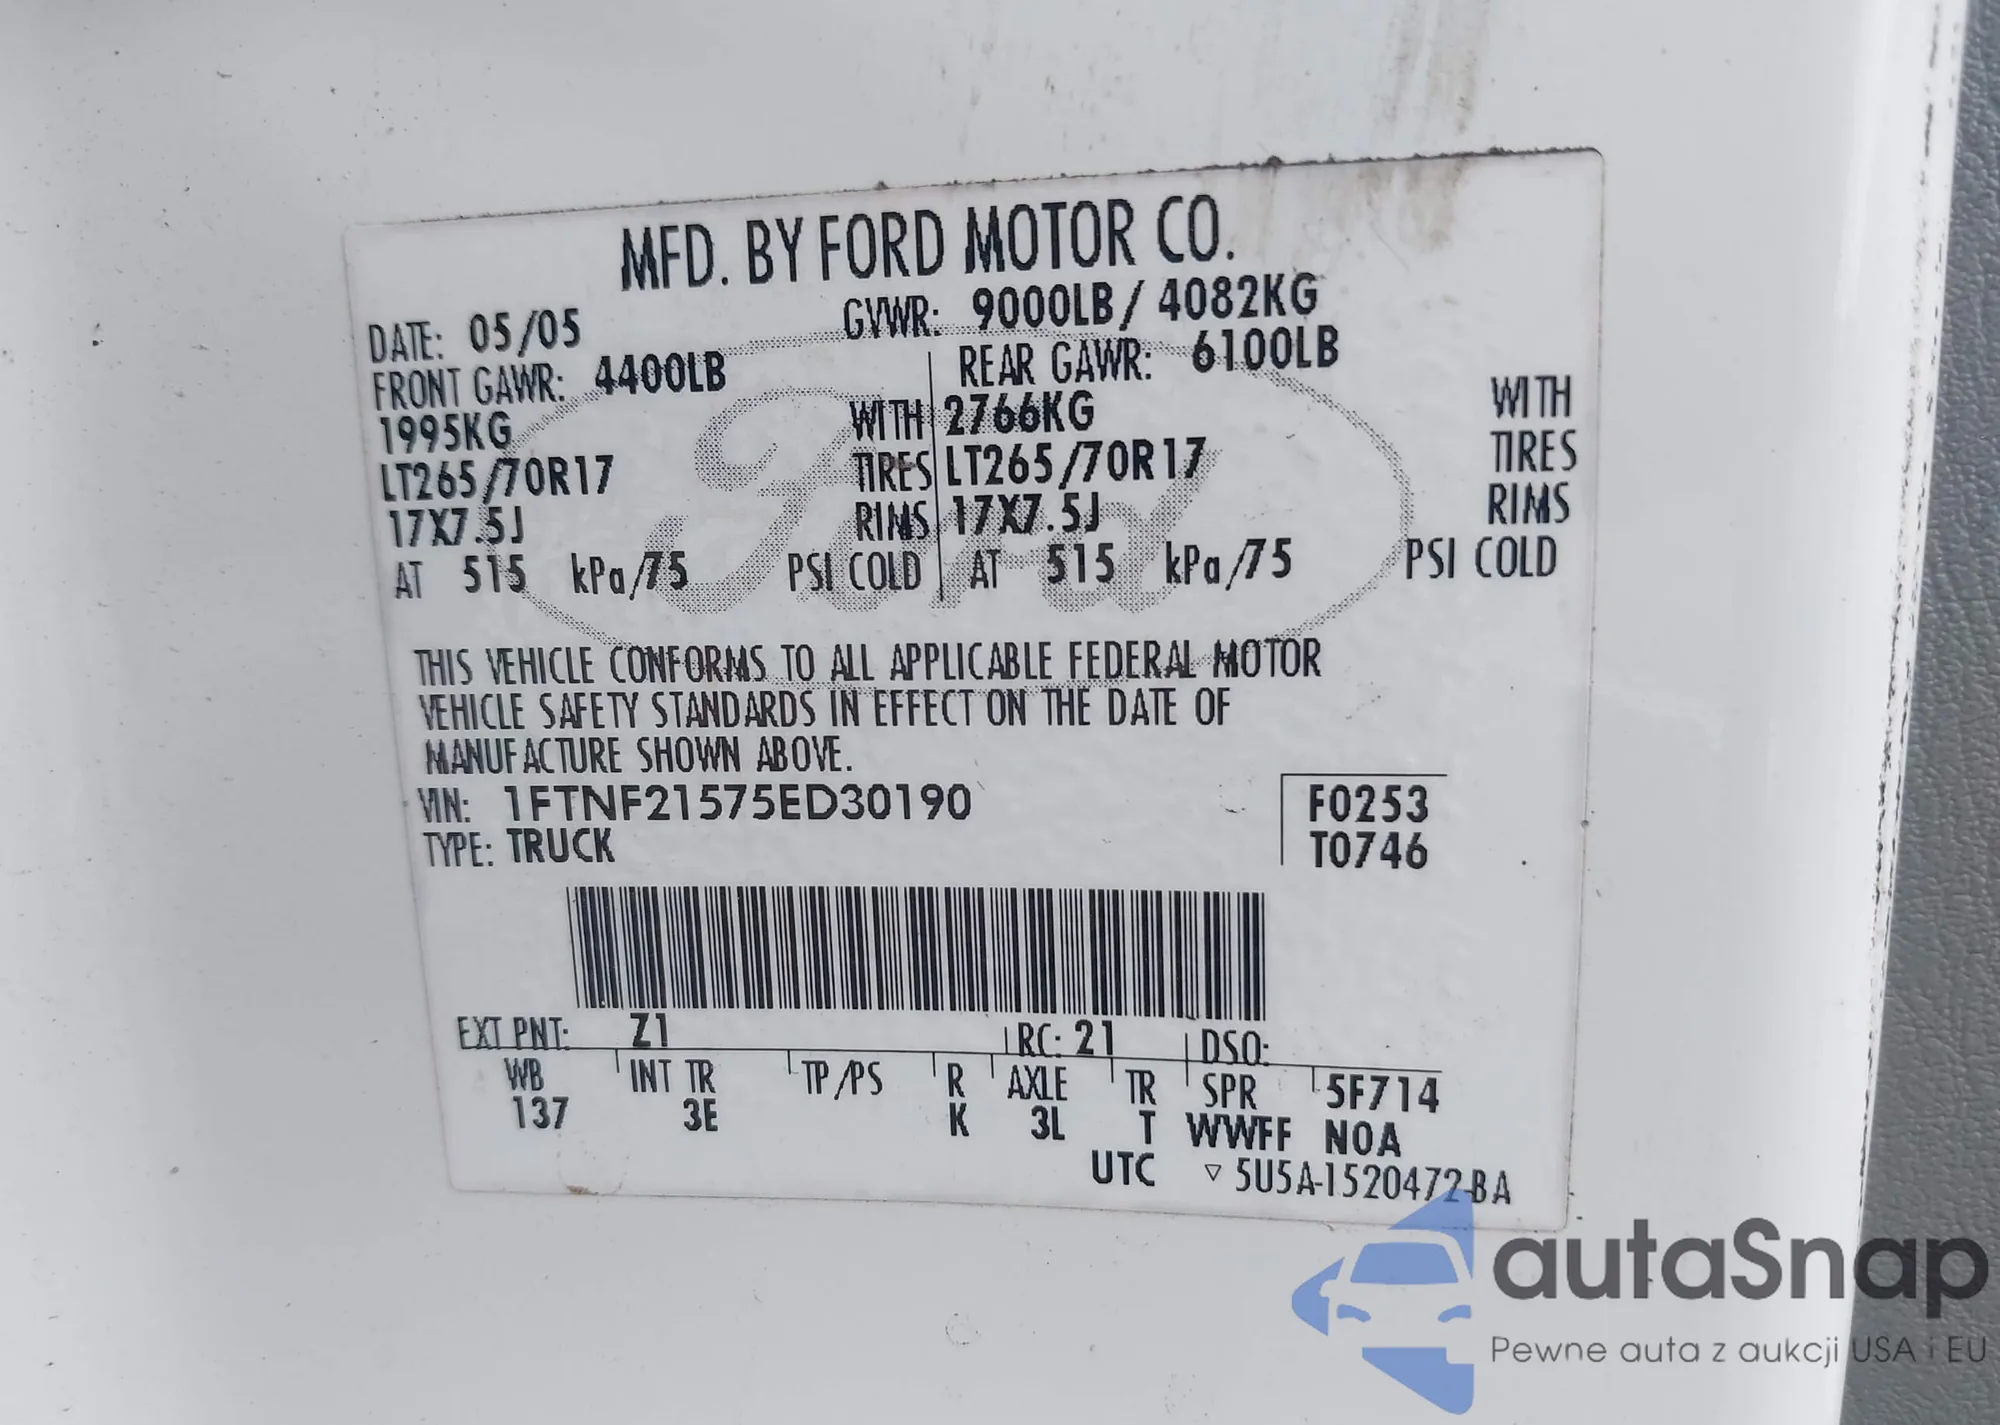 MFD. BY FORD MOTOR CO.
DATE: 05/05 GVWR: 9000LB / 4082KG
FRONT GAWR: 4400LB REAR GAWR: 6100LB
1995KG WITH 2766KG WITH
LT265/70R17 TIRES LT265/70R17 TIRES
17X7.5J RIMS 17X7.5J RIMS
AT 515 kPa/75 PSI COLD AT 515 kPa/75 PSI COLD
Ford
THIS VEHICLE CONFORMS TO ALL APPLICABLE FEDERAL MOTOR
VEHICLE SAFETY STANDARDS IN EFFECT ON THE DATE OF
MANUFACTURE SHOWN ABOVE.
VIN: 1FTNF21575ED30190 F0253
TYPE: TRUCK T0746
EXT PNT: Z1 RC: 21 DSO:
WB INT TR TP/PS R AXLE TR SPR 5F714
137 3E K 3L T WWFF NOA
UTC ▽ 5U5A-1520472-BA
autaSnap
Pewne auta z aukcji USA i EU